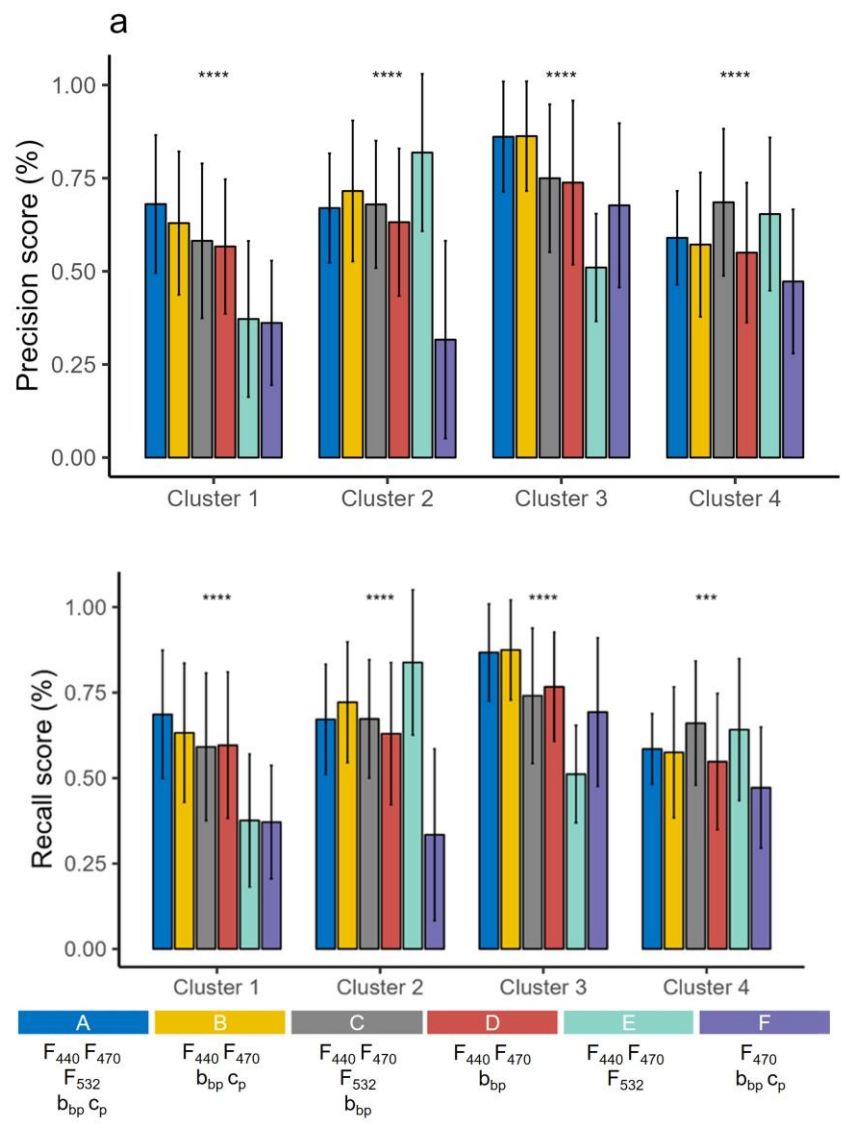 a
Precision score (%)
1.00
0.75
0.50
0.25
0.00
**** **** **** ****
Cluster 1 Cluster 2 Cluster 3 Cluster 4
Recall score (%)
1.00
0.75
0.50
0.25
0.00
**** **** **** ***
Cluster 1 Cluster 2 Cluster 3 Cluster 4
A B C D E F
F440 F470 F440 F470 F440 F470 F440 F470 F440 F470 F470
F532 bbp cp F532 bbp F532 bbp cp
bbp cp bbp